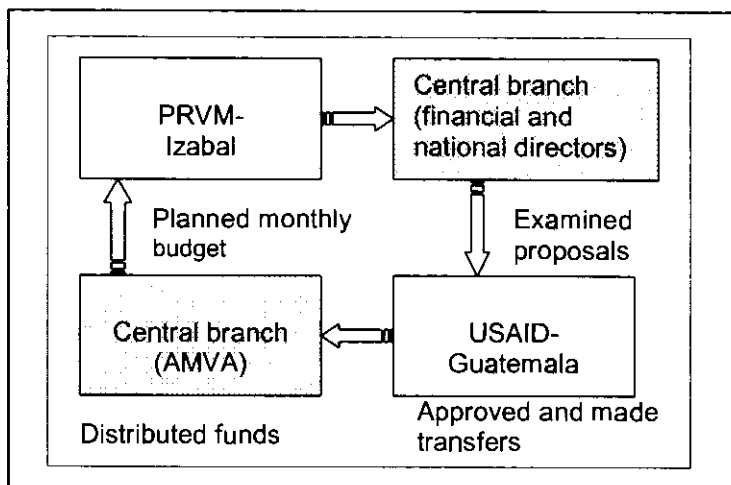 PRVM-
Izabal
Central branch
(financial and
national directors)
Planned monthly
budget
Examined
proposals
Central branch
(AMVA)
USAID-
Guatemala
Distributed funds
Approved and made
transfers